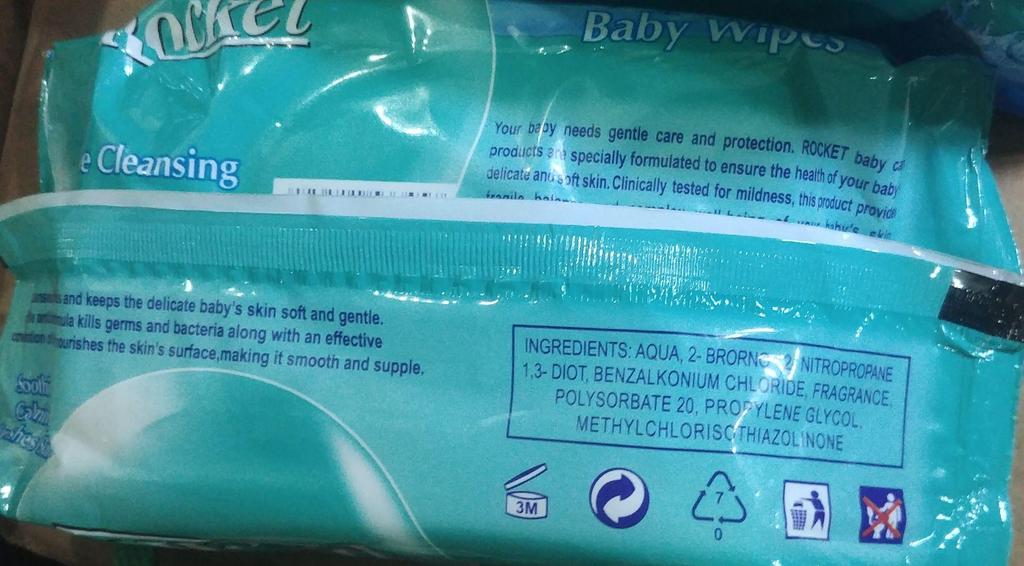 Rocket
Baby Wipes
e Cleansing
Your baby needs gentle care and protection. ROCKET baby
products are specially formulated to ensure the health of your baby
delicate and soft skin. Clinically tested for mildness, this product
of your baby's
and keeps the delicate baby's skin soft and gentle.
kills germs and bacteria along with an effective
nourishes the skin's surface,making it smooth and supple.
INGREDIENTS: AQUA, 2- NITROPROPANE
1,3- DIOT, BENZALKONIUM CHLORIDE, FRAGRANCE,
POLYSORBATE 20, PROPYLENE GLYCOL,
METHYLCHLORISOTHIAZOLINONE
3M
7
0